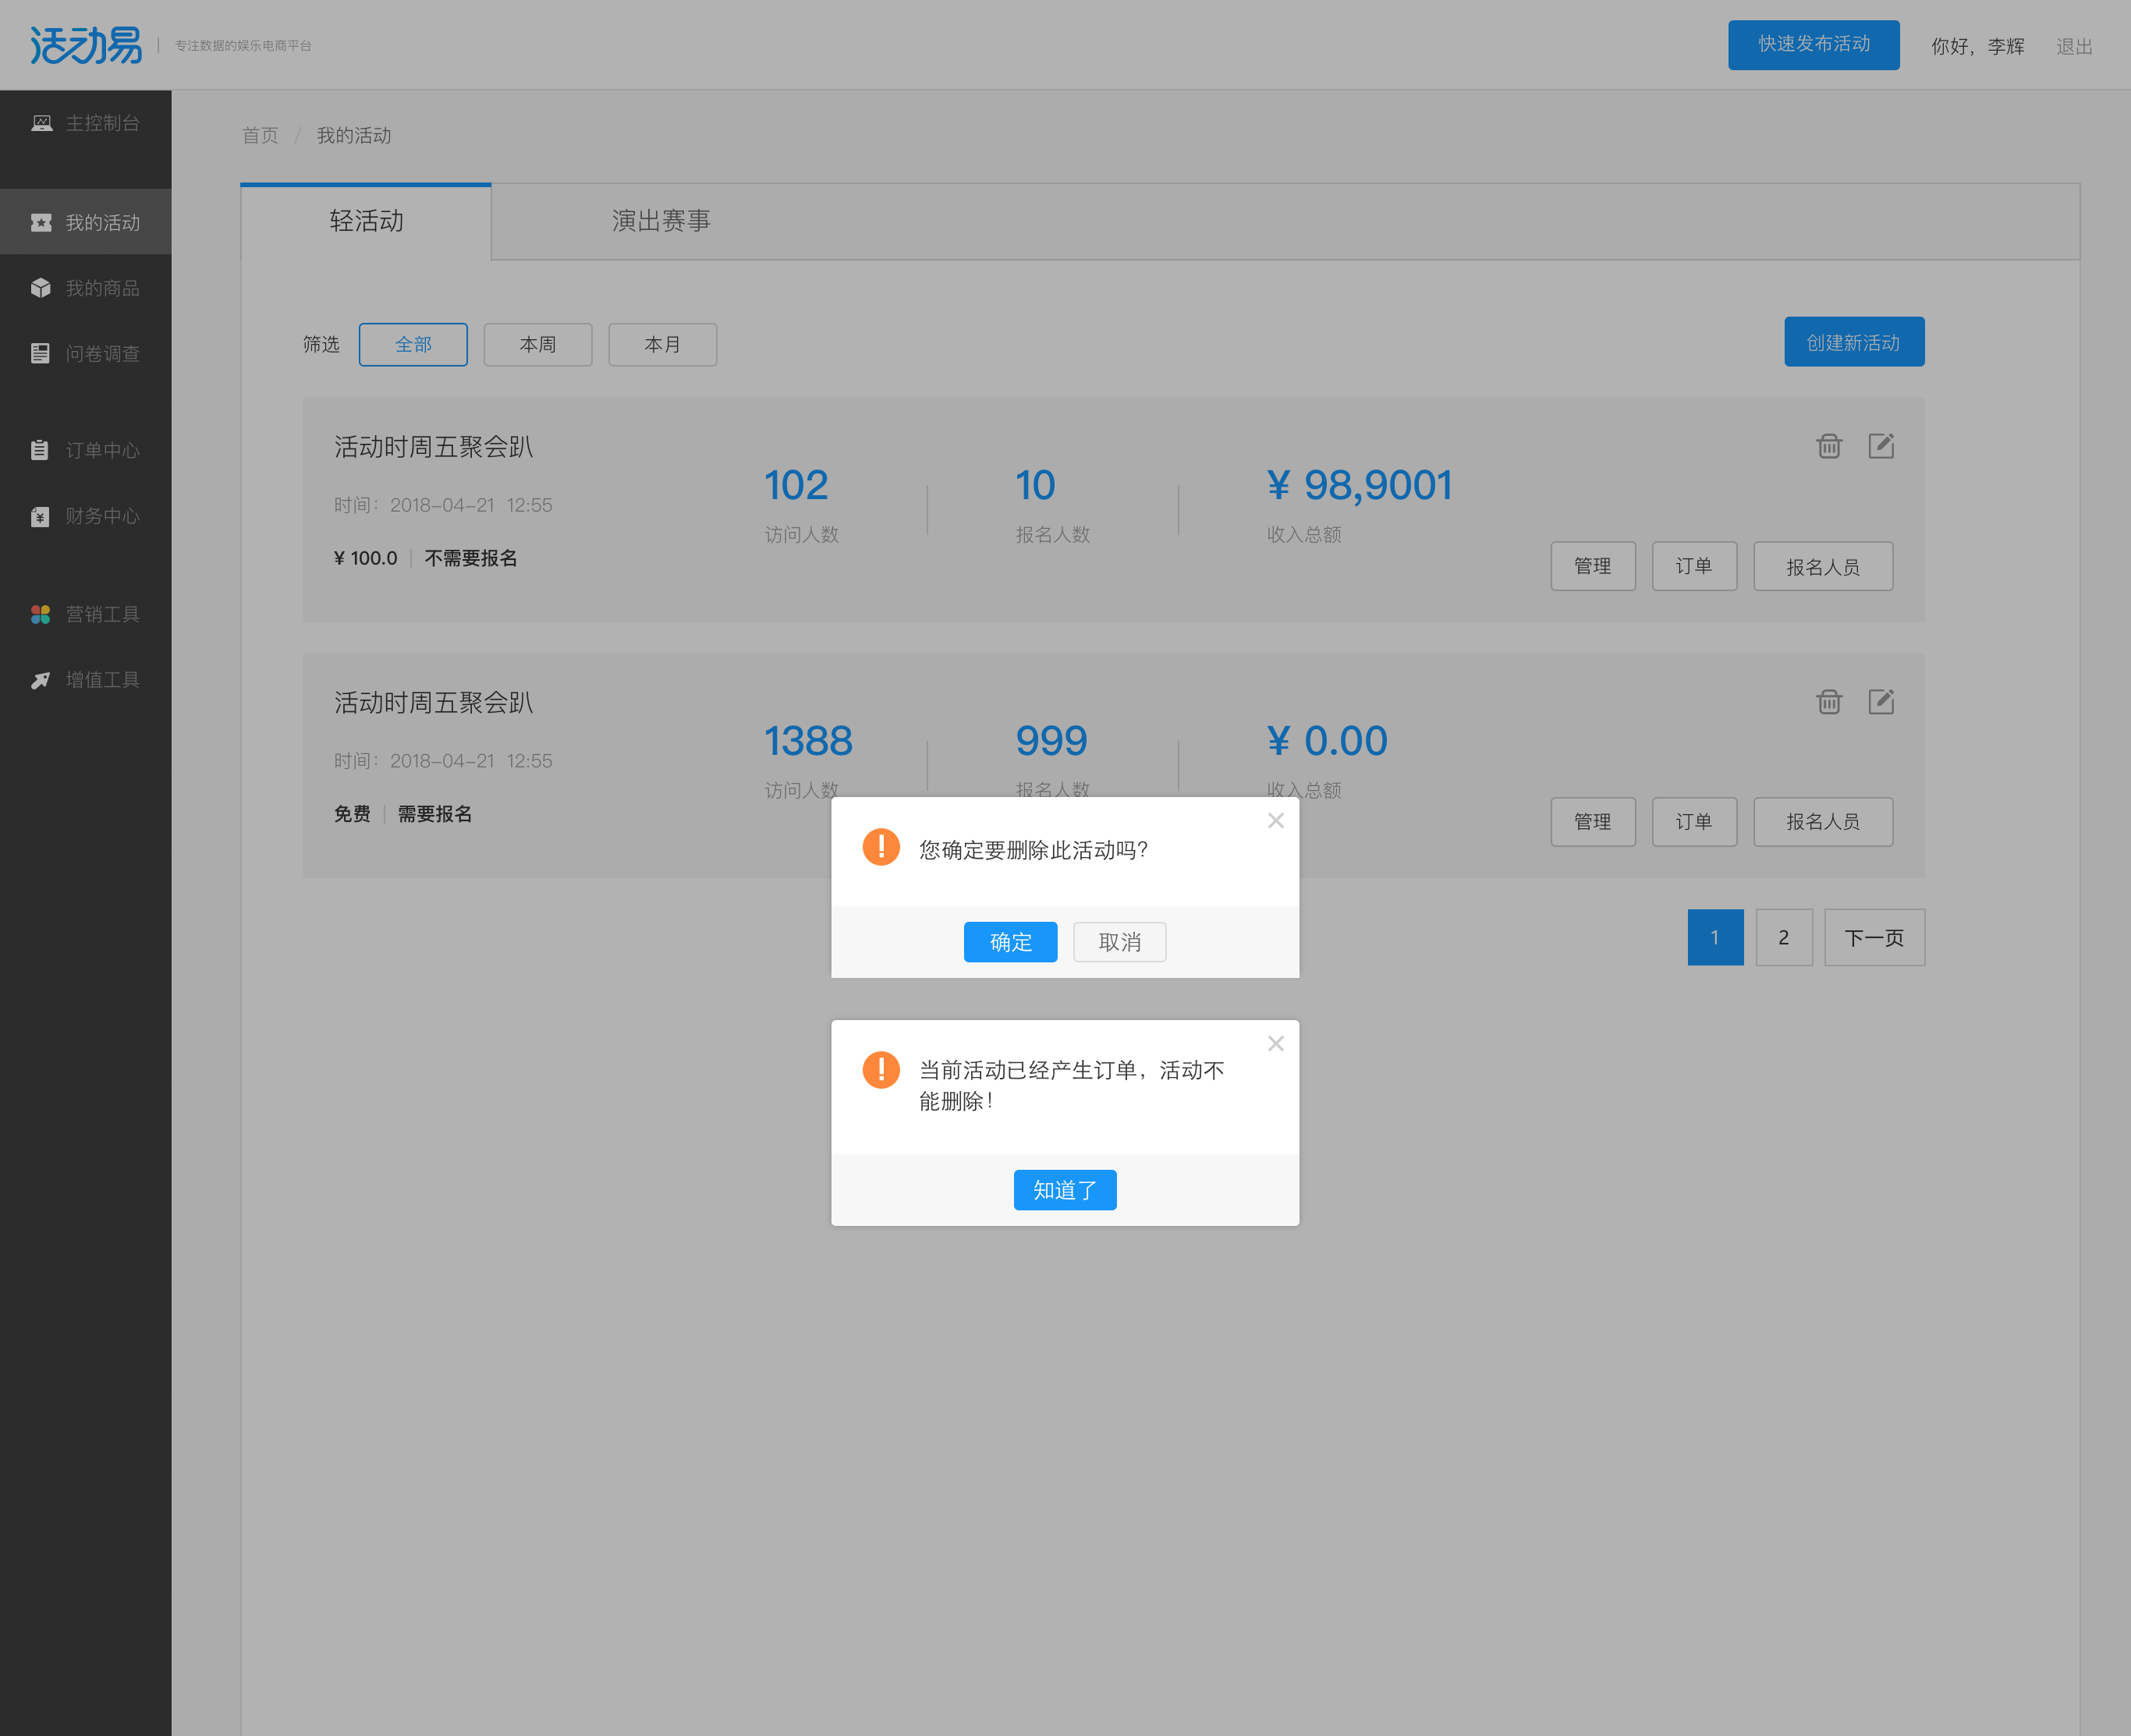 活动易
专注数据的娱乐电商平台
快速发布活动
你好，李辉
退出
主控制台
我的活动
我的商品
问卷调查
订单中心
财务中心
营销工具
增值工具
首页 / 我的活动
轻活动
演出赛事
筛选
全部
本周
本月
创建新活动
活动时周五聚会趴
时间：2018-04-21 12:55
¥ 100.0 | 不需要报名
102
访问人数
10
报名人数
¥ 98,9001
收入总额
管理
订单
报名人员
活动时周五聚会趴
时间：2018-04-21 12:55
免费 | 需要报名
1388
访问人数
999
报名人数
¥ 0.00
收入总额
管理
订单
报名人员
您确定要删除此活动吗?
确定
取消
1
2
下一页
当前活动已经产生订单，活动不
能删除！
知道了